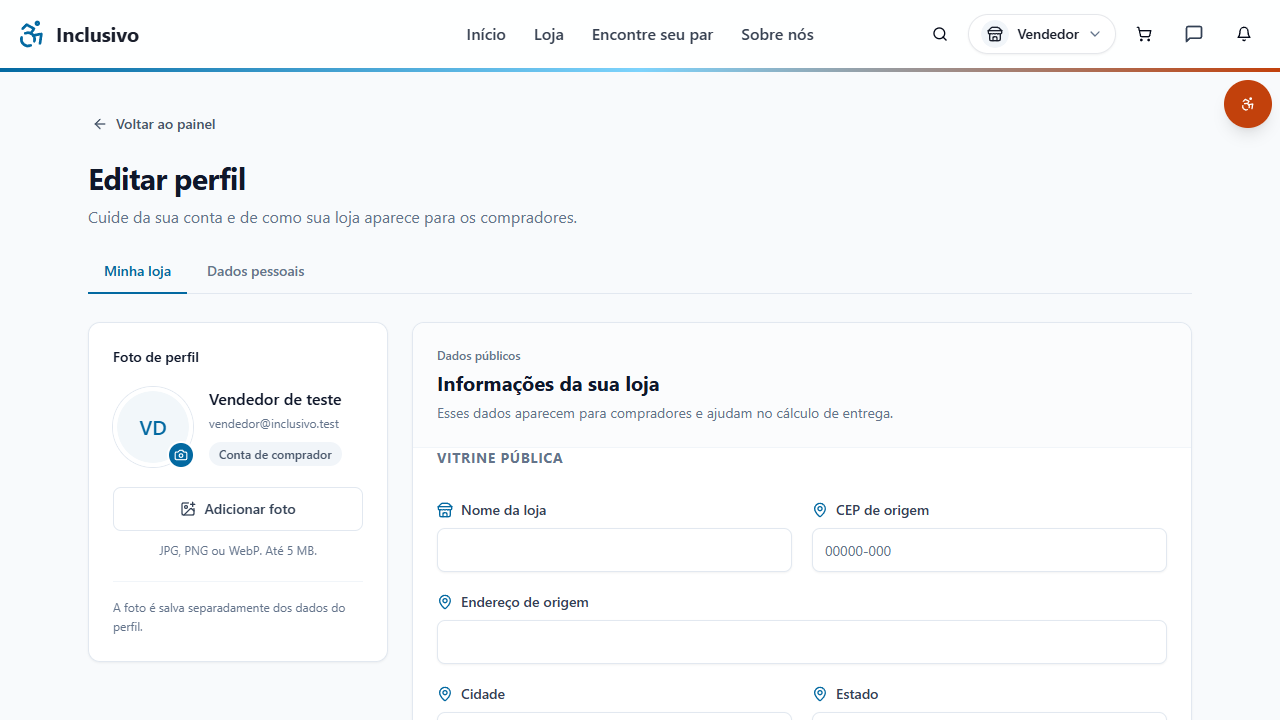 Inclusivo
Início
Loja
Encontre seu par
Sobre nós
Vendedor
Voltar ao painel
Editar perfil
Cuide da sua conta e de como sua loja aparece para os compradores.
Minha loja
Dados pessoais
Foto de perfil
VD
Vendedor de teste
vendedor@inclusivo.test
Conta de comprador
Adicionar foto
JPG, PNG ou WebP. Até 5 MB.
A foto é salva separadamente dos dados do
perfil.
Dados públicos
Informações da sua loja
Esses dados aparecem para compradores e ajudam no cálculo de entrega.
VITRINE PÚBLICA
Nome da loja
CEP de origem
00000-000
Endereço de origem
Cidade
Estado